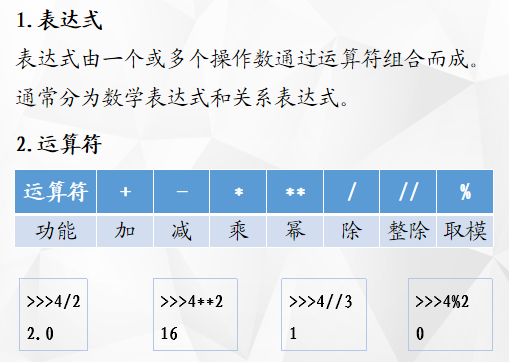 1.表达式
表达式由一个或多个操作数通过运算符组合而成。
通常分为数学表达式和关系表达式。
2.运算符
运算符 + - * ** / // %
功能 加 减 乘 幂 除 整除 取模
>>>4/2 >>>4**2 >>>4//3 >>>4%2
2.0 16 1 0